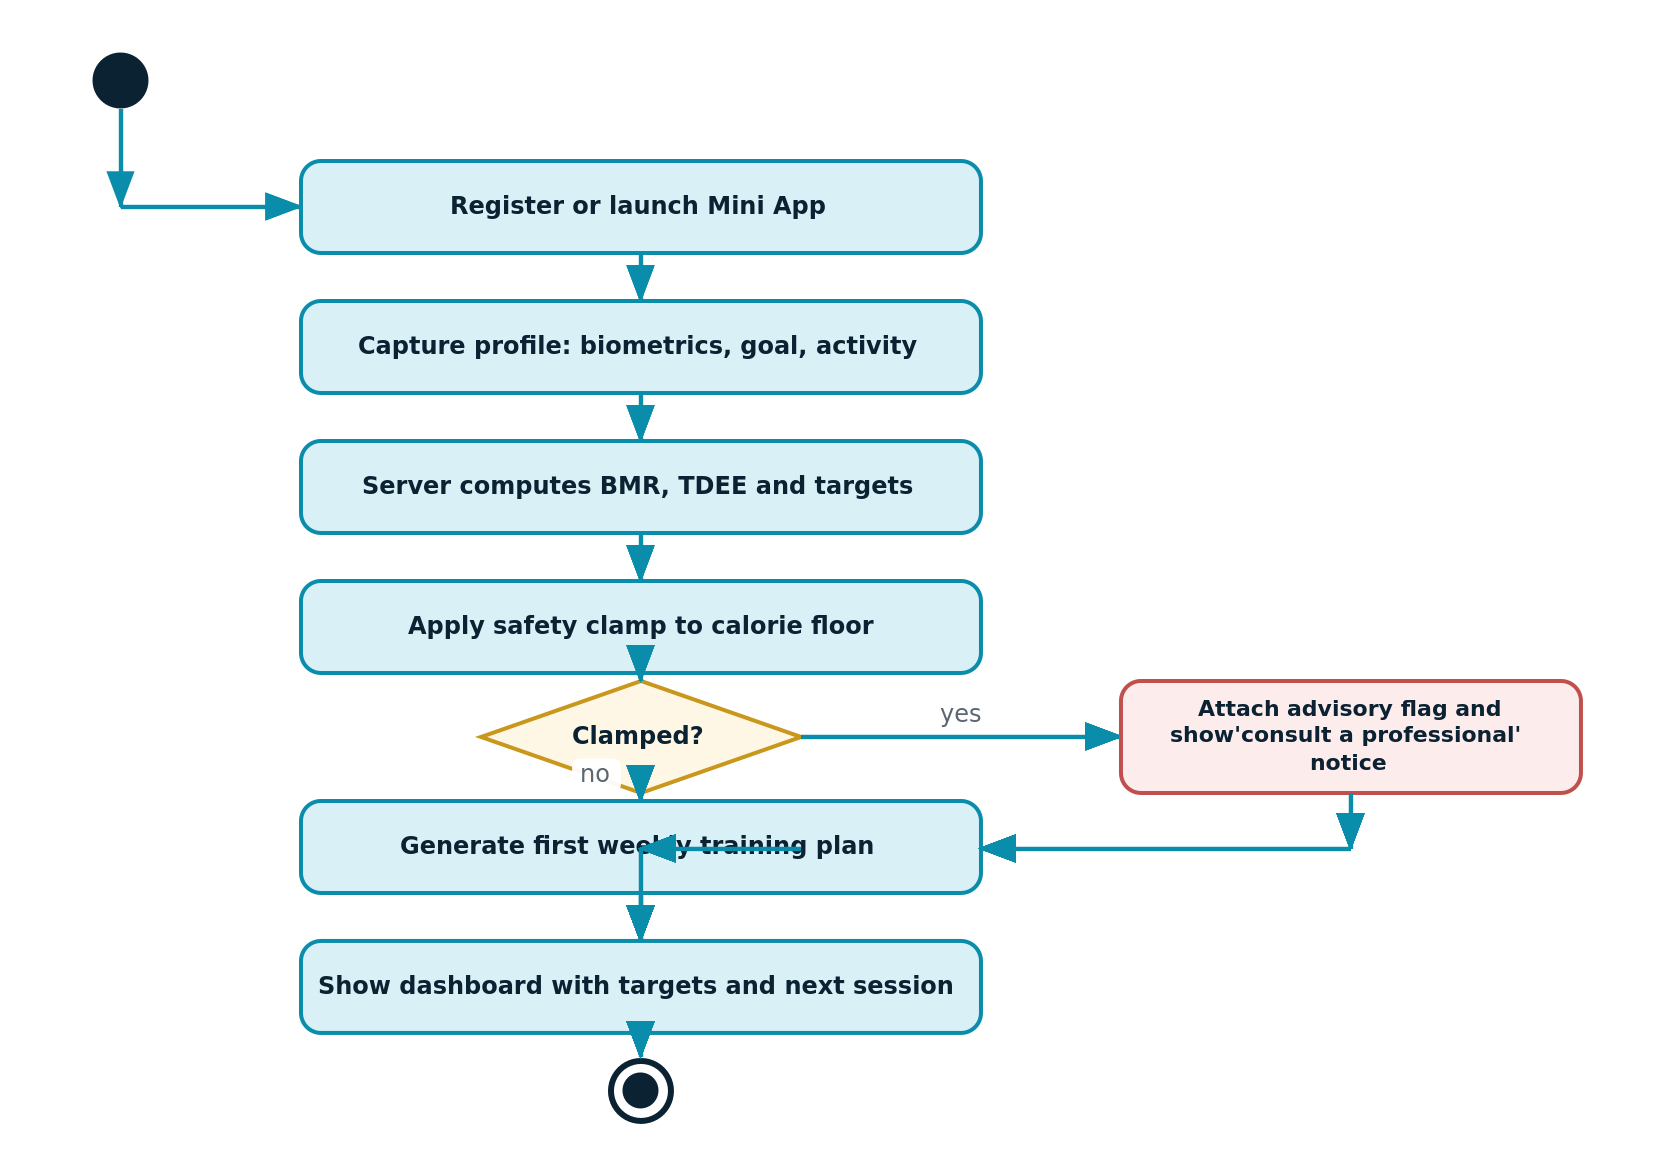 Register or launch Mini App
Capture profile: biometrics, goal, activity
Server computes BMR, TDEE and targets
Apply safety clamp to calorie floor
Clamped?
yes
Attach advisory flag and
show'consult a professional'
notice
no
Generate first weekly training plan
Show dashboard with targets and next session